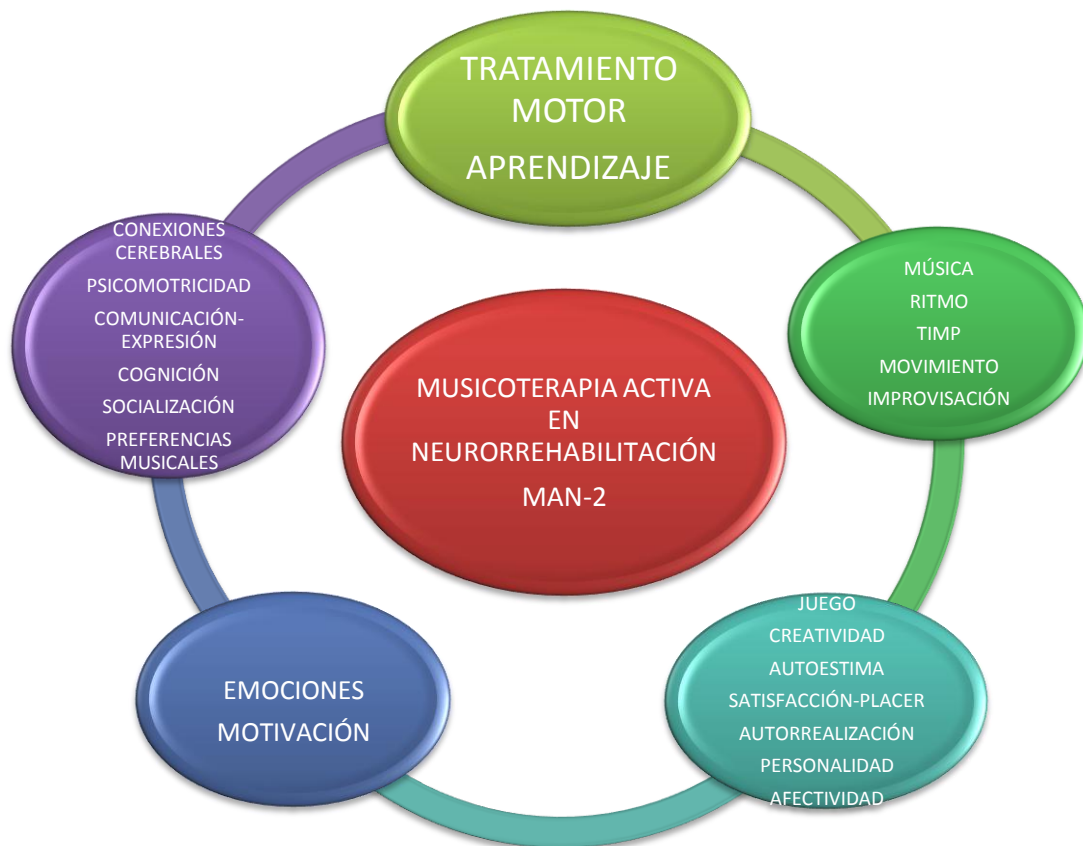 TRATAMIENTO
MOTOR
APRENDIZAJE
MÚSICA
RITMO
TIMP
MOVIMIENTO
IMPROVISACIÓN
JUEGO
CREATIVIDAD
AUTOESTIMA
SATISFACCIÓN-PLACER
AUTORREALIZACIÓN
PERSONALIDAD
AFECTIVIDAD
EMOCIONES
MOTIVACIÓN
CONEXIONES
CEREBRALES
PSICOMOTRICIDAD
COMUNICACIÓN-
EXPRESIÓN
COGNICIÓN
SOCIALIZACIÓN
PREFERENCIAS
MUSICALES
MUSICOTERAPIA ACTIVA
EN
NEURORREHABILITACIÓN
MAN-2